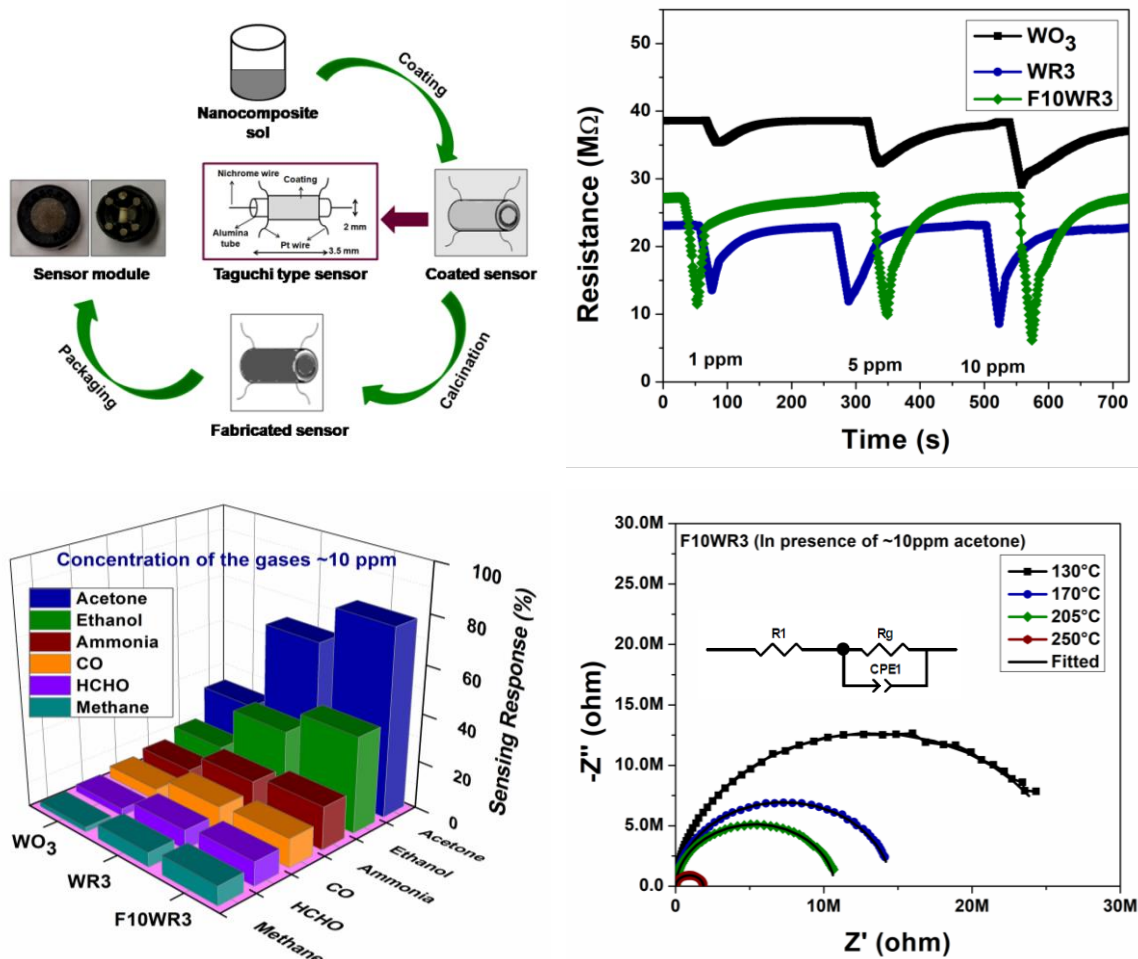 Nanocomposite
sol
Coating
Nichrome wire
Coating
Alumina
tube
Pt wire
3.5 mm
2
mm
Sensor module
Taguchi type sensor
Coated sensor
Packaging
Fabricated sensor
Calcination
WO3
WR3
F10WR3
Resistance (MΩ)
50
40
30
20
10
0
1 ppm
5 ppm
10 ppm
0
100
200
300
400
500
600
700
Time (s)
Concentration of the gases ~10 ppm
Acetone
Ethanol
Ammonia
CO
HCHO
Methane
100
80
60
40
20
0
Sensing Response (%)
WO3
WR3
F10WR3
Acetone
Ethanol
Ammonia
CO
HCHO
Methane
30.0M
25.0M
20.0M
15.0M
10.0M
5.0M
0.0
-Z'' (ohm)
F10WR3 (In presence of ~10ppm acetone)
130°C
170°C
205°C
250°C
Fitted
R1
Rg
CPE1
0
10M
20M
30M
Z' (ohm)